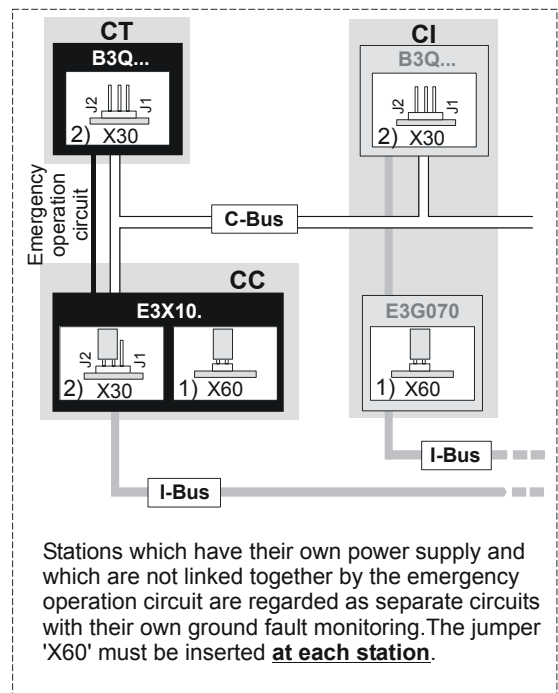 CT
CI
B3Q...
B3Q...
J2
J1
2) X30
J2
J1
2) X30
Emergency
operation
circuit
C-Bus
CC
E3X10.
E3G070
J2
J1
2) X30
1) X60
1) X60
I-Bus
I-Bus
Stations which have their own power supply and
which are not linked together by the emergency
operation circuit are regarded as separate circuits
with their own ground fault monitoring.The jumper
'X60' must be inserted at each station.